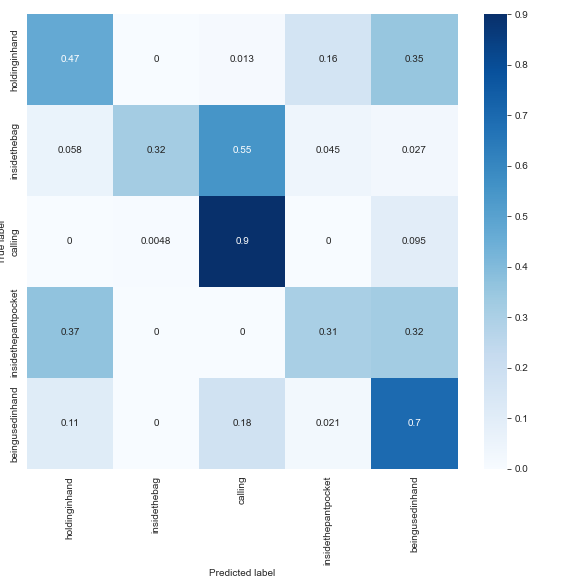 holdinginhand 0.47 0 0.013 0.16 0.35
insidethebag 0.058 0.32 0.55 0.045 0.027
calling 0 0.0048 0.9 0 0.095
insidethepantpocket 0.37 0 0 0.31 0.32
beingusedinhand 0.11 0 0.18 0.021 0.7
True label
holdinginhand insidethebag calling insidethepantpocket beingusedinhand
Predicted label
0.9
0.8
0.7
0.6
0.5
0.4
0.3
0.2
0.1
0.0